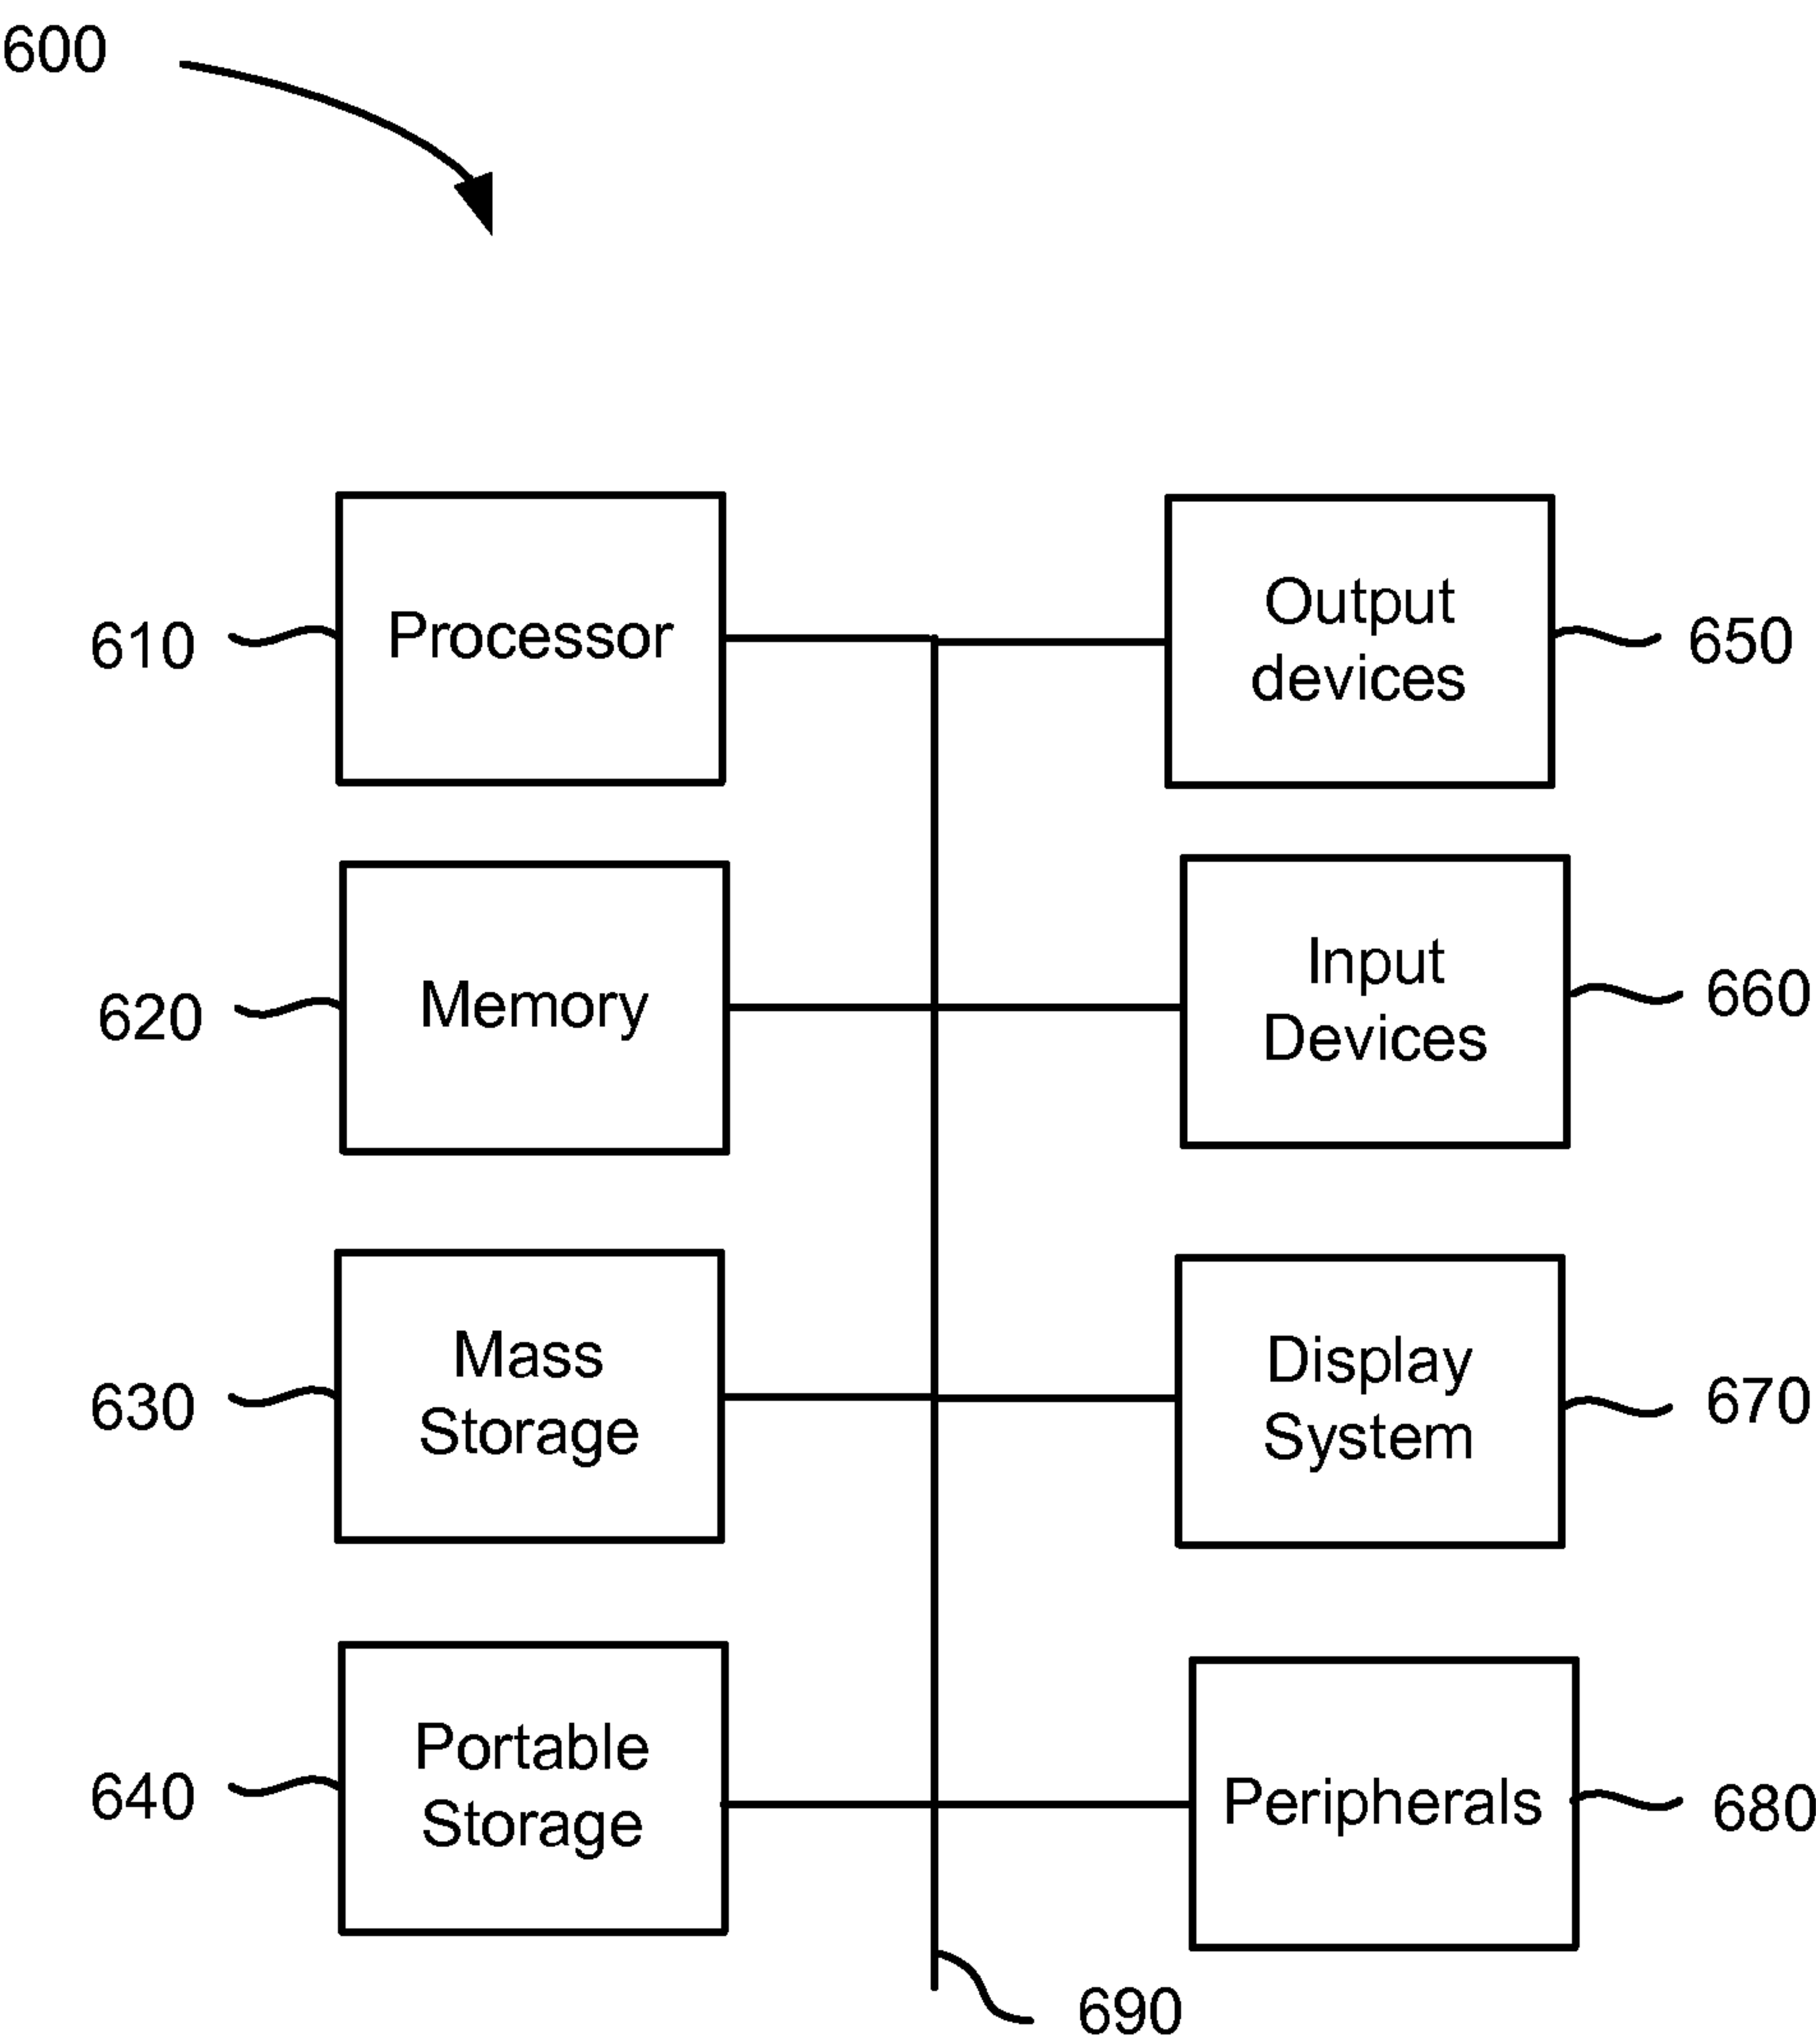 600
610
Processor
Output
devices
650
620
Memory
Input
Devices
660
630
Mass
Storage
Display
System
670
640
Portable
Storage
Peripherals
680
690